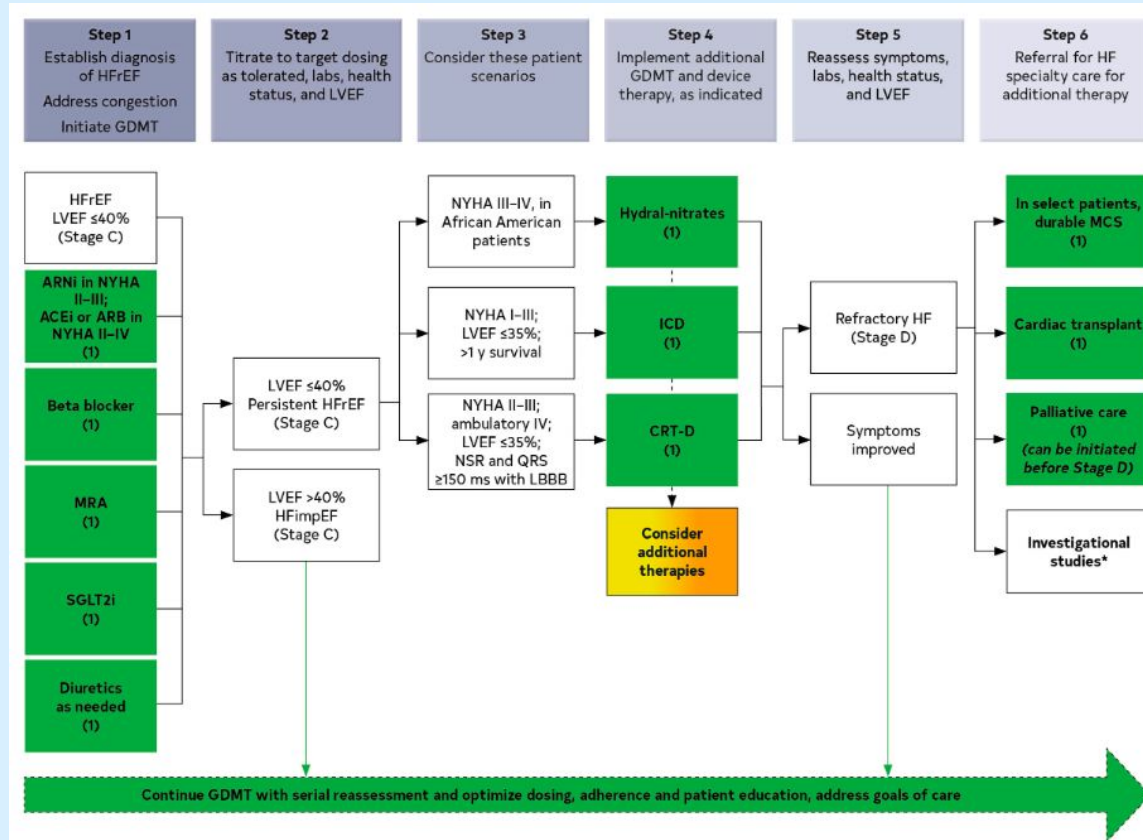 Step 1
Establish diagnosis
of HFrEF
Address congestion
Initiate GDMT
Step 2
Titrate to target dosing
as tolerated, labs, health
status, and LVEF
Step 3
Consider these patient
scenarios
Step 4
Implement additional
GDMT and device
therapy, as indicated
Step 5
Reassess symptoms,
labs, health status,
and LVEF
Step 6
Referral for HF
specialty care for
additional therapy
HFrEF
LVEF ≤40%
(Stage C)
ARNi in NYHA
II–III;
ACEi or ARB in
NYHA II–IV
(1)
Beta blocker
(1)
MRA
(1)
SGLT2i
(1)
Diuretics
as needed
(1)
LVEF ≤40%
Persistent HFrEF
(Stage C)
LVEF >40%
HFimpEF
(Stage C)
NYHA III–IV, in
African American
patients
NYHA I–III;
LVEF ≤35%;
>1 y survival
NYHA II–III;
ambulatory IV;
LVEF ≤35%;
NSR and QRS
≥150 ms with LBBB
Hydral-nitrates
(1)
ICD
(1)
CRT-D
(1)
Consider
additional
therapies
Refractory HF
(Stage D)
Symptoms
improved
In select patients,
durable MCS
(1)
Cardiac transplant
(1)
Palliative care
(1)
(can be initiated
before Stage D)
Investigational
studies*
Continue GDMT with serial reassessment and optimize dosing, adherence and patient education, address goals of care